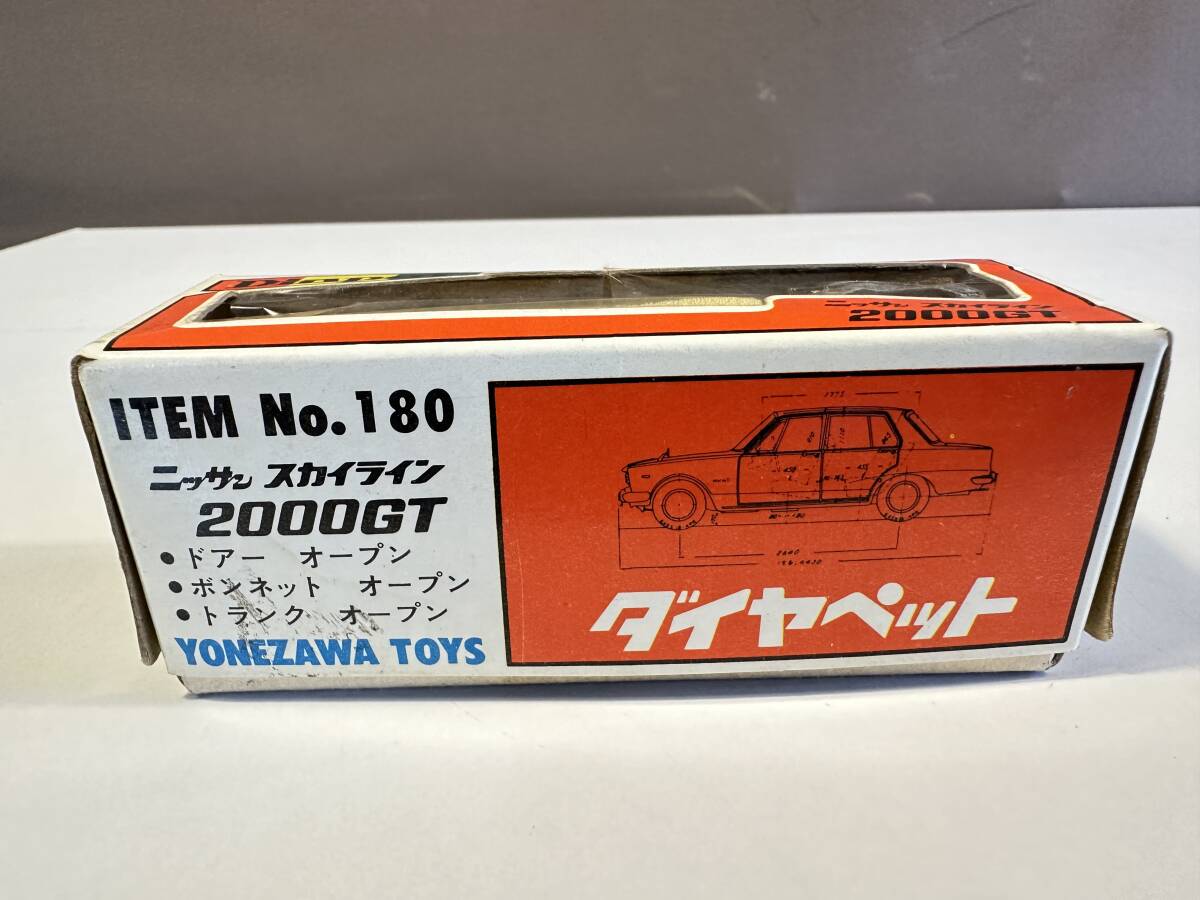 ニッサン スカイライン
2000GT
ITEM No.180
ニッサン スカイライン
2000GT
• ドアー オープン
• ボンネット オープン
• トランク オープン
YONEZAWA TOYS
ダイヤペット